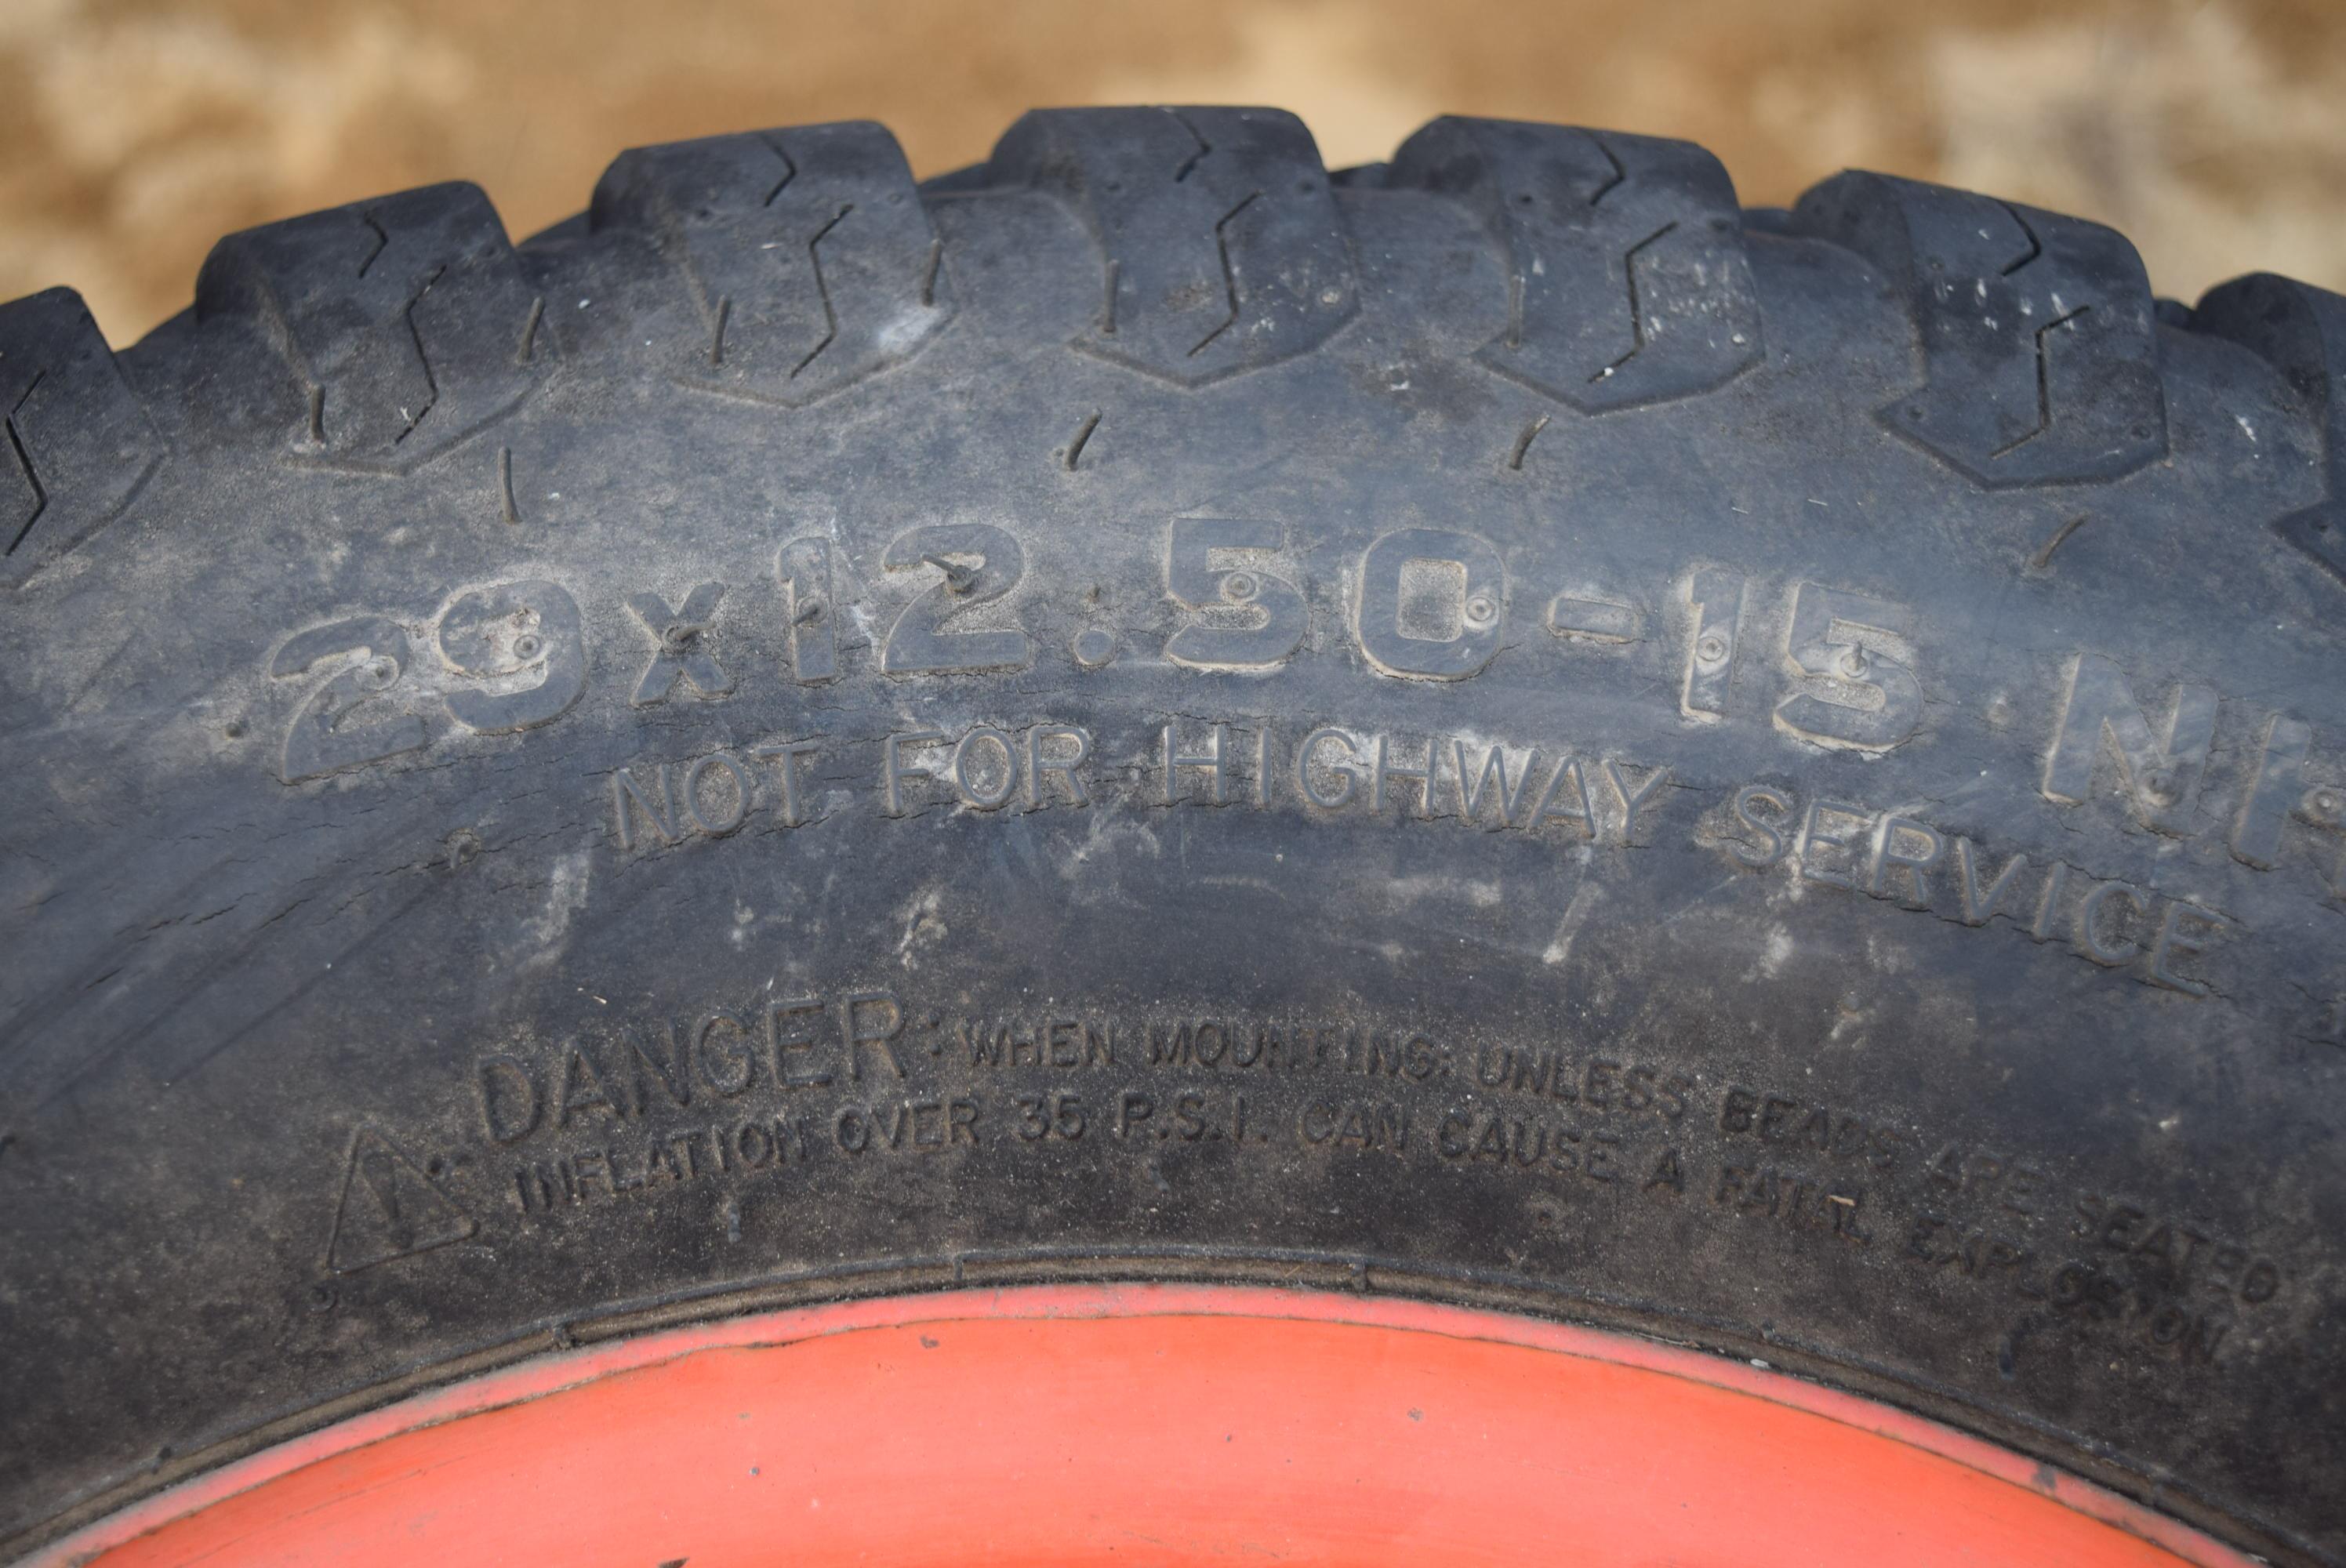 29x12.50-15 NH
NOT FOR HIGHWAY SERVICE
DANGER: WHEN MOUNTING: UNLESS BEADS ARE SEATED
INFLATION OVER 35 P.S.I. CAN CAUSE A FATAL EXPLOSION